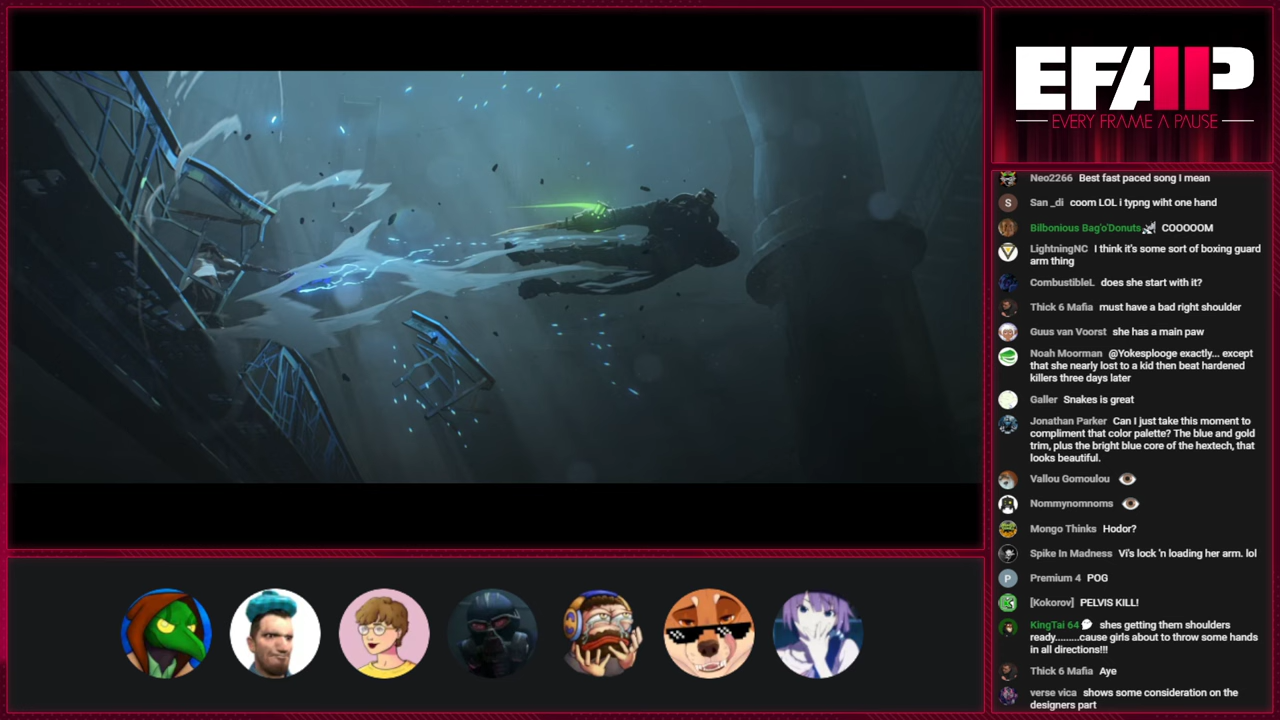 EFAP
EVERY FRAME A PAUSE
Neo2266 Best fast paced song I mean
San _di coom LOL i typng wiht one hand
Bilbonious Bag'o'Donuts COOOOOM
LightningNC I think it's some sort of boxing guard
arm thing
CombustibleL does she start with it?
Thick 6 Mafia must have a bad right shoulder
Guus van Voorst she has a main paw
Noah Moorman @Yokesplooge exactly... except
that she nearly lost to a kid then beat hardened
killers three days later
Galler Snakes is great
Jonathan Parker Can I just take this moment to
compliment that color palette? The blue and gold
trim, plus the bright blue core of the hextech, that
looks beautiful.
Vallou Gomoulou
Nommynomnoms
Mongo Thinks Hodor?
Spike In Madness Vi's lock 'n loading her arm. lol
Premium 4 POG
[Kokorov] PELVIS KILL!
KingTai 64 shes getting them shoulders
ready.........cause girls about to throw some hands
in all directions!!!
Thick 6 Mafia Aye
verse vica shows some consideration on the
designers part
S
P